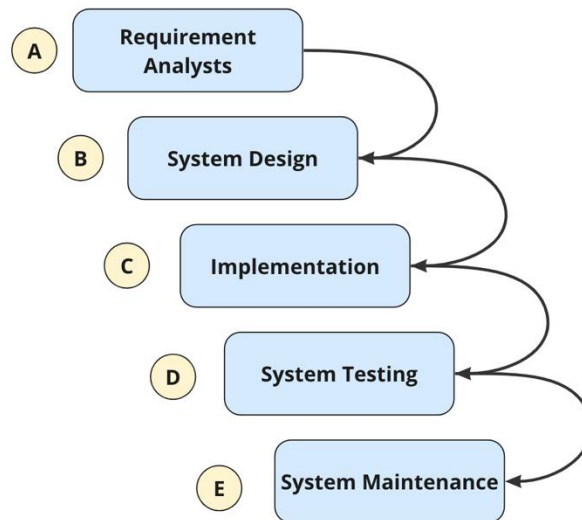 A
Requirement
Analysts
B
System Design
C
Implementation
D
System Testing
E
System Maintenance